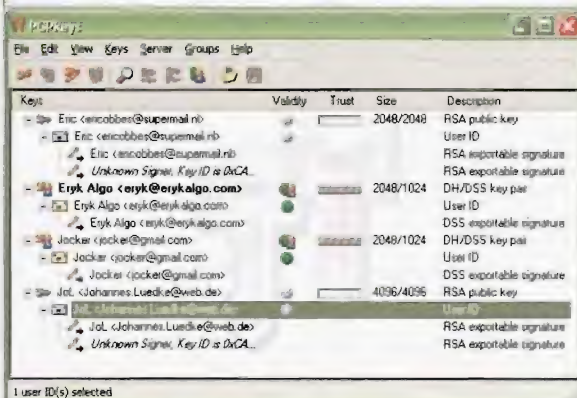 PGPkeys
File Edit View Keys Server Groups Help
Keys Validity Trust Size Description
Eric <ericobbes@supermail.nl> 2048/2048 RSA public key
Eric <ericobbes@supermail.nl> User ID
Eric <ericobbes@supermail.nl> RSA exportable signature
Unknown Signer, Key ID is 0xCA... RSA exportable signature
Eryk Algo <eryk@erykalgo.com> 2048/1024 DH/DSS key pair
Eryk Algo <eryk@erykalgo.com> User ID
Eryk Algo <eryk@erykalgo.com> DSS exportable signature
Jocker <jocker@gmail.com> 2048/1024 DH/DSS key pair
Jocker <jocker@gmail.com> User ID
Jocker <jocker@gmail.com> DSS exportable signature
JoL <Johannes.Luedke@web.de> 4096/4096 RSA public key
JoL <Johannes.Luedke@web.de> User ID
JoL <Johannes.Luedke@web.de> RSA exportable signature
Unknown Signer, Key ID is 0xCA... RSA exportable signature
1 user ID(s) selected